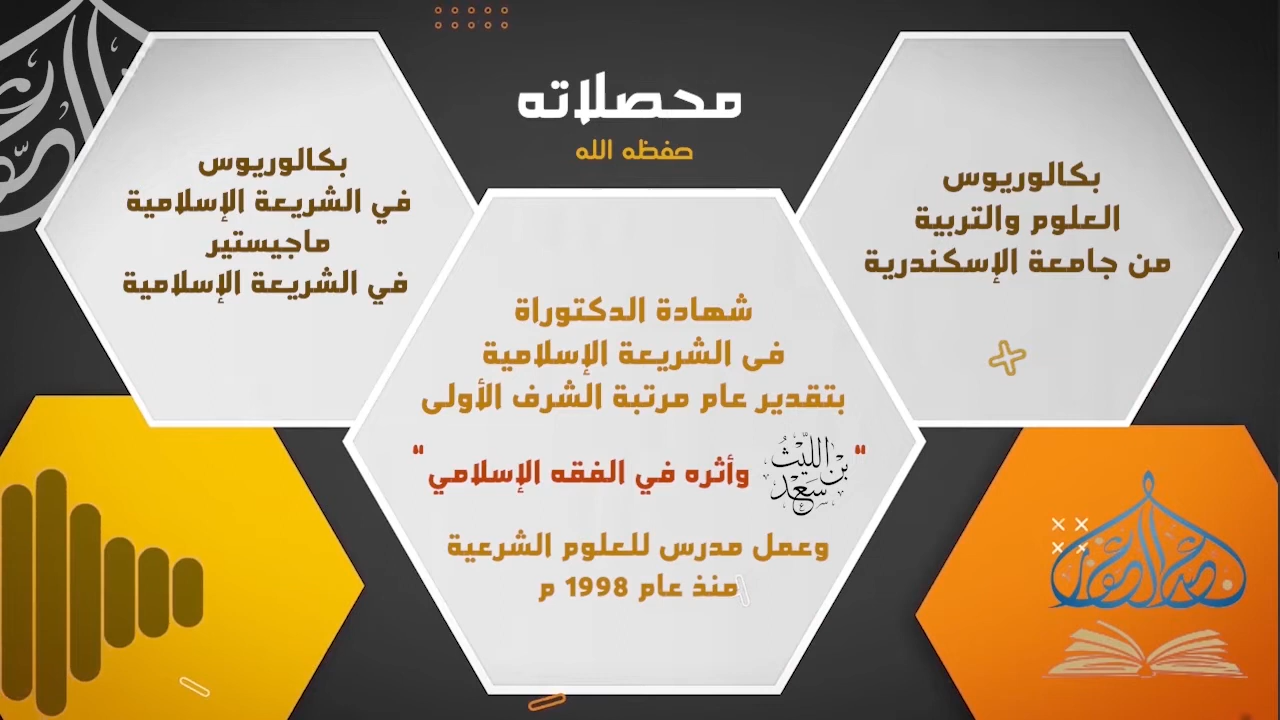 محصلاته
حفظه الله
بكالوريوس
العلوم والتربية
من جامعة الإسكندرية
بكالوريوس
في الشريعة الإسلامية
ماجيستير
في الشريعة الإسلامية
شهادة الدكتوراة
فى الشريعة الإسلامية
بتقدير عام مرتبة الشرف الأولى
"الليث بن سعد وأثره في الفقه الإسلامي"
وعمل مدرس للعلوم الشرعية
منذ عام 1998 م